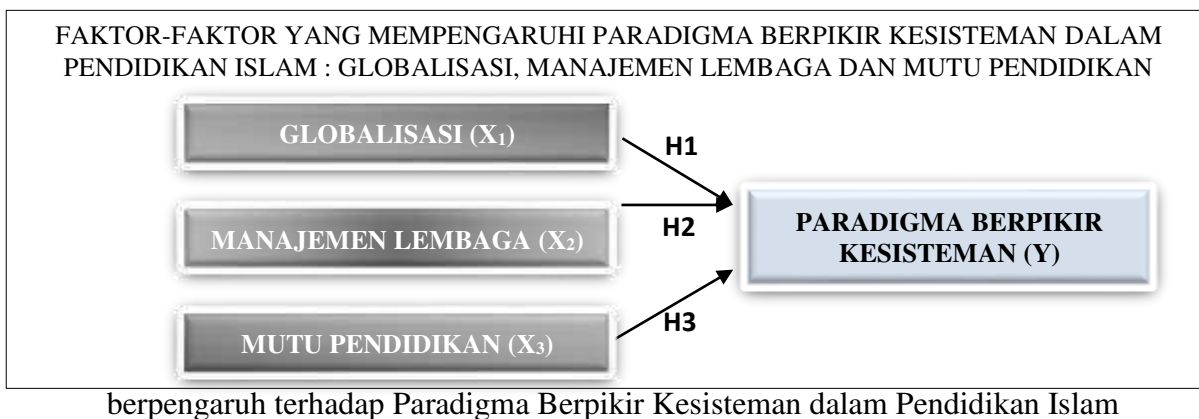 FAKTOR-FAKTOR YANG MEMPENGARUHI PARADIGMA BERPIKIR KESISTEMAN DALAM
PENDIDIKAN ISLAM : GLOBALISASI, MANAJEMEN LEMBAGA DAN MUTU PENDIDIKAN
GLOBALISASI (X₁)
H1
MANAJEMEN LEMBAGA (X₂)
H2
PARADIGMA BERPIKIR
KESISTEMAN (Y)
MUTU PENDIDIKAN (X₃)
H3
berpengaruh terhadap Paradigma Berpikir Kesisteman dalam Pendidikan Islam